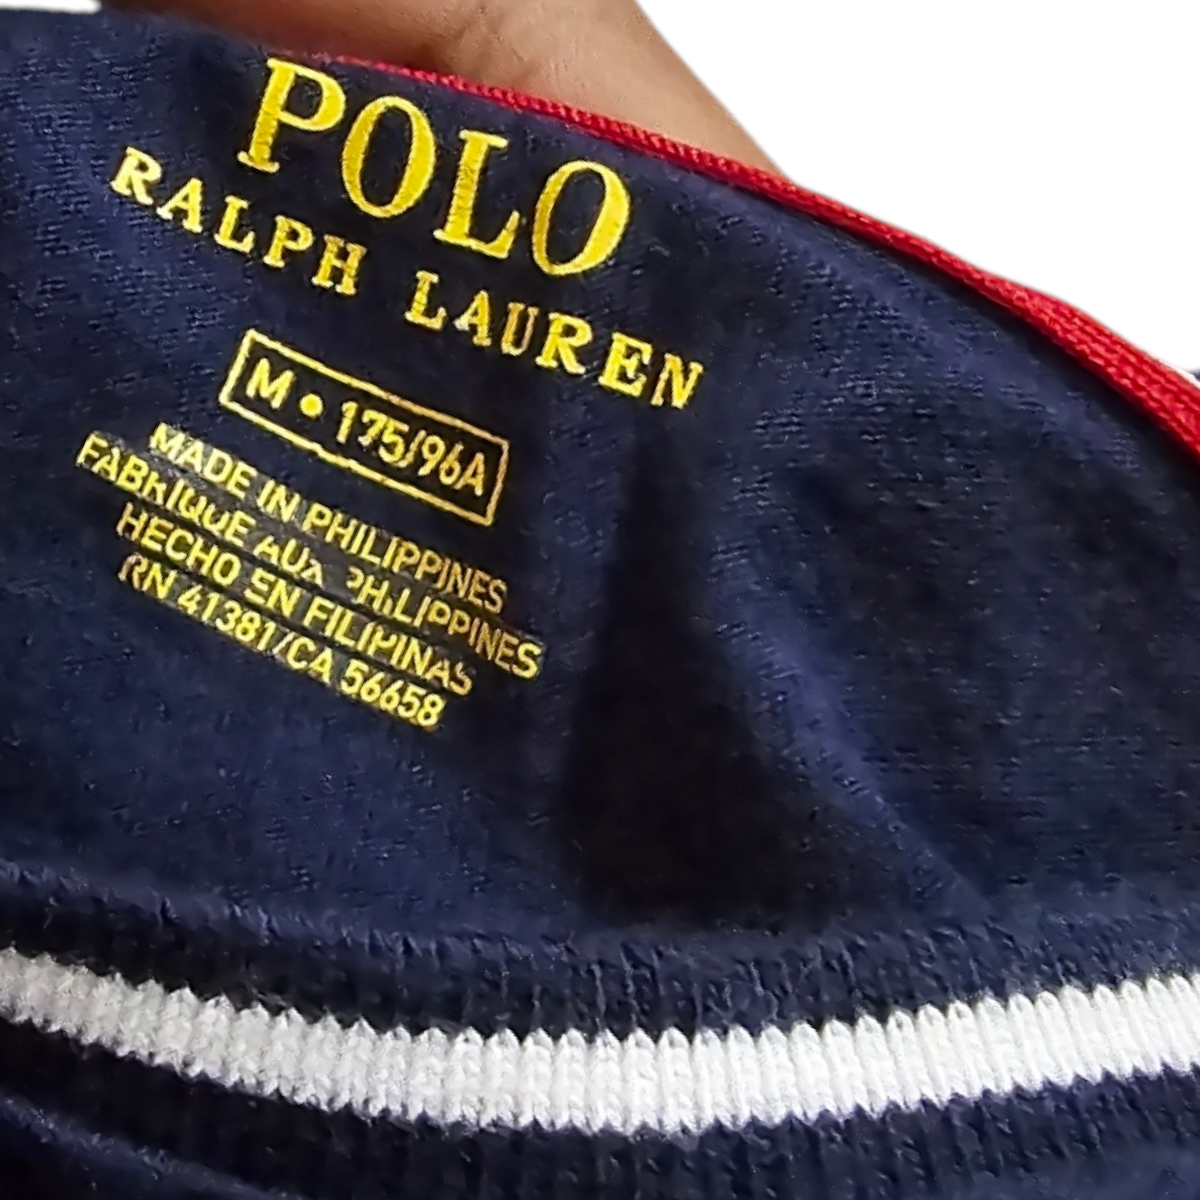 POLO
RALPH LAUREN
M • 175/96A
MADE IN PHILIPPINES
FABRIQUE AUX PHILIPPINES
HECHO EN FILIPINAS
RN 41381/CA 56658